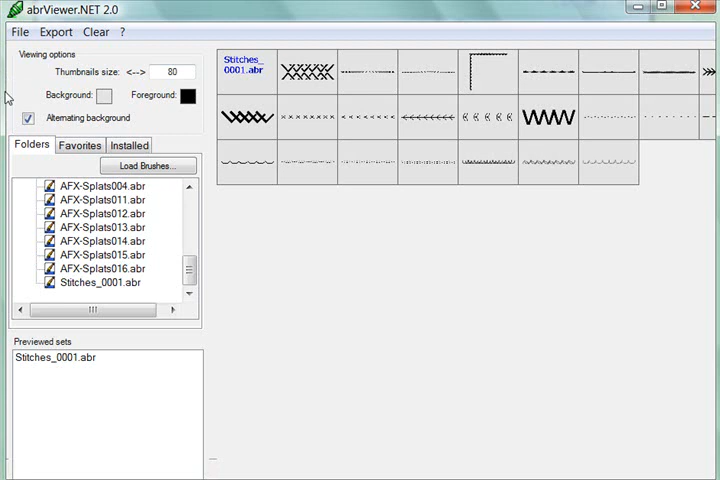 abrViewer.NET 2.0
File Export Clear ?
Viewing options
Thumbnails size: <--> 80
Background: Foreground:
Alternating background
Folders Favorites Installed
Load Brushes...
AFX-Splats004.abr
AFX-Splats011.abr
AFX-Splats012.abr
AFX-Splats013.abr
AFX-Splats014.abr
AFX-Splats015.abr
AFX-Splats016.abr
Stitches_0001.abr
Previewed sets
Stitches_0001.abr
Stitches_
0001.abr